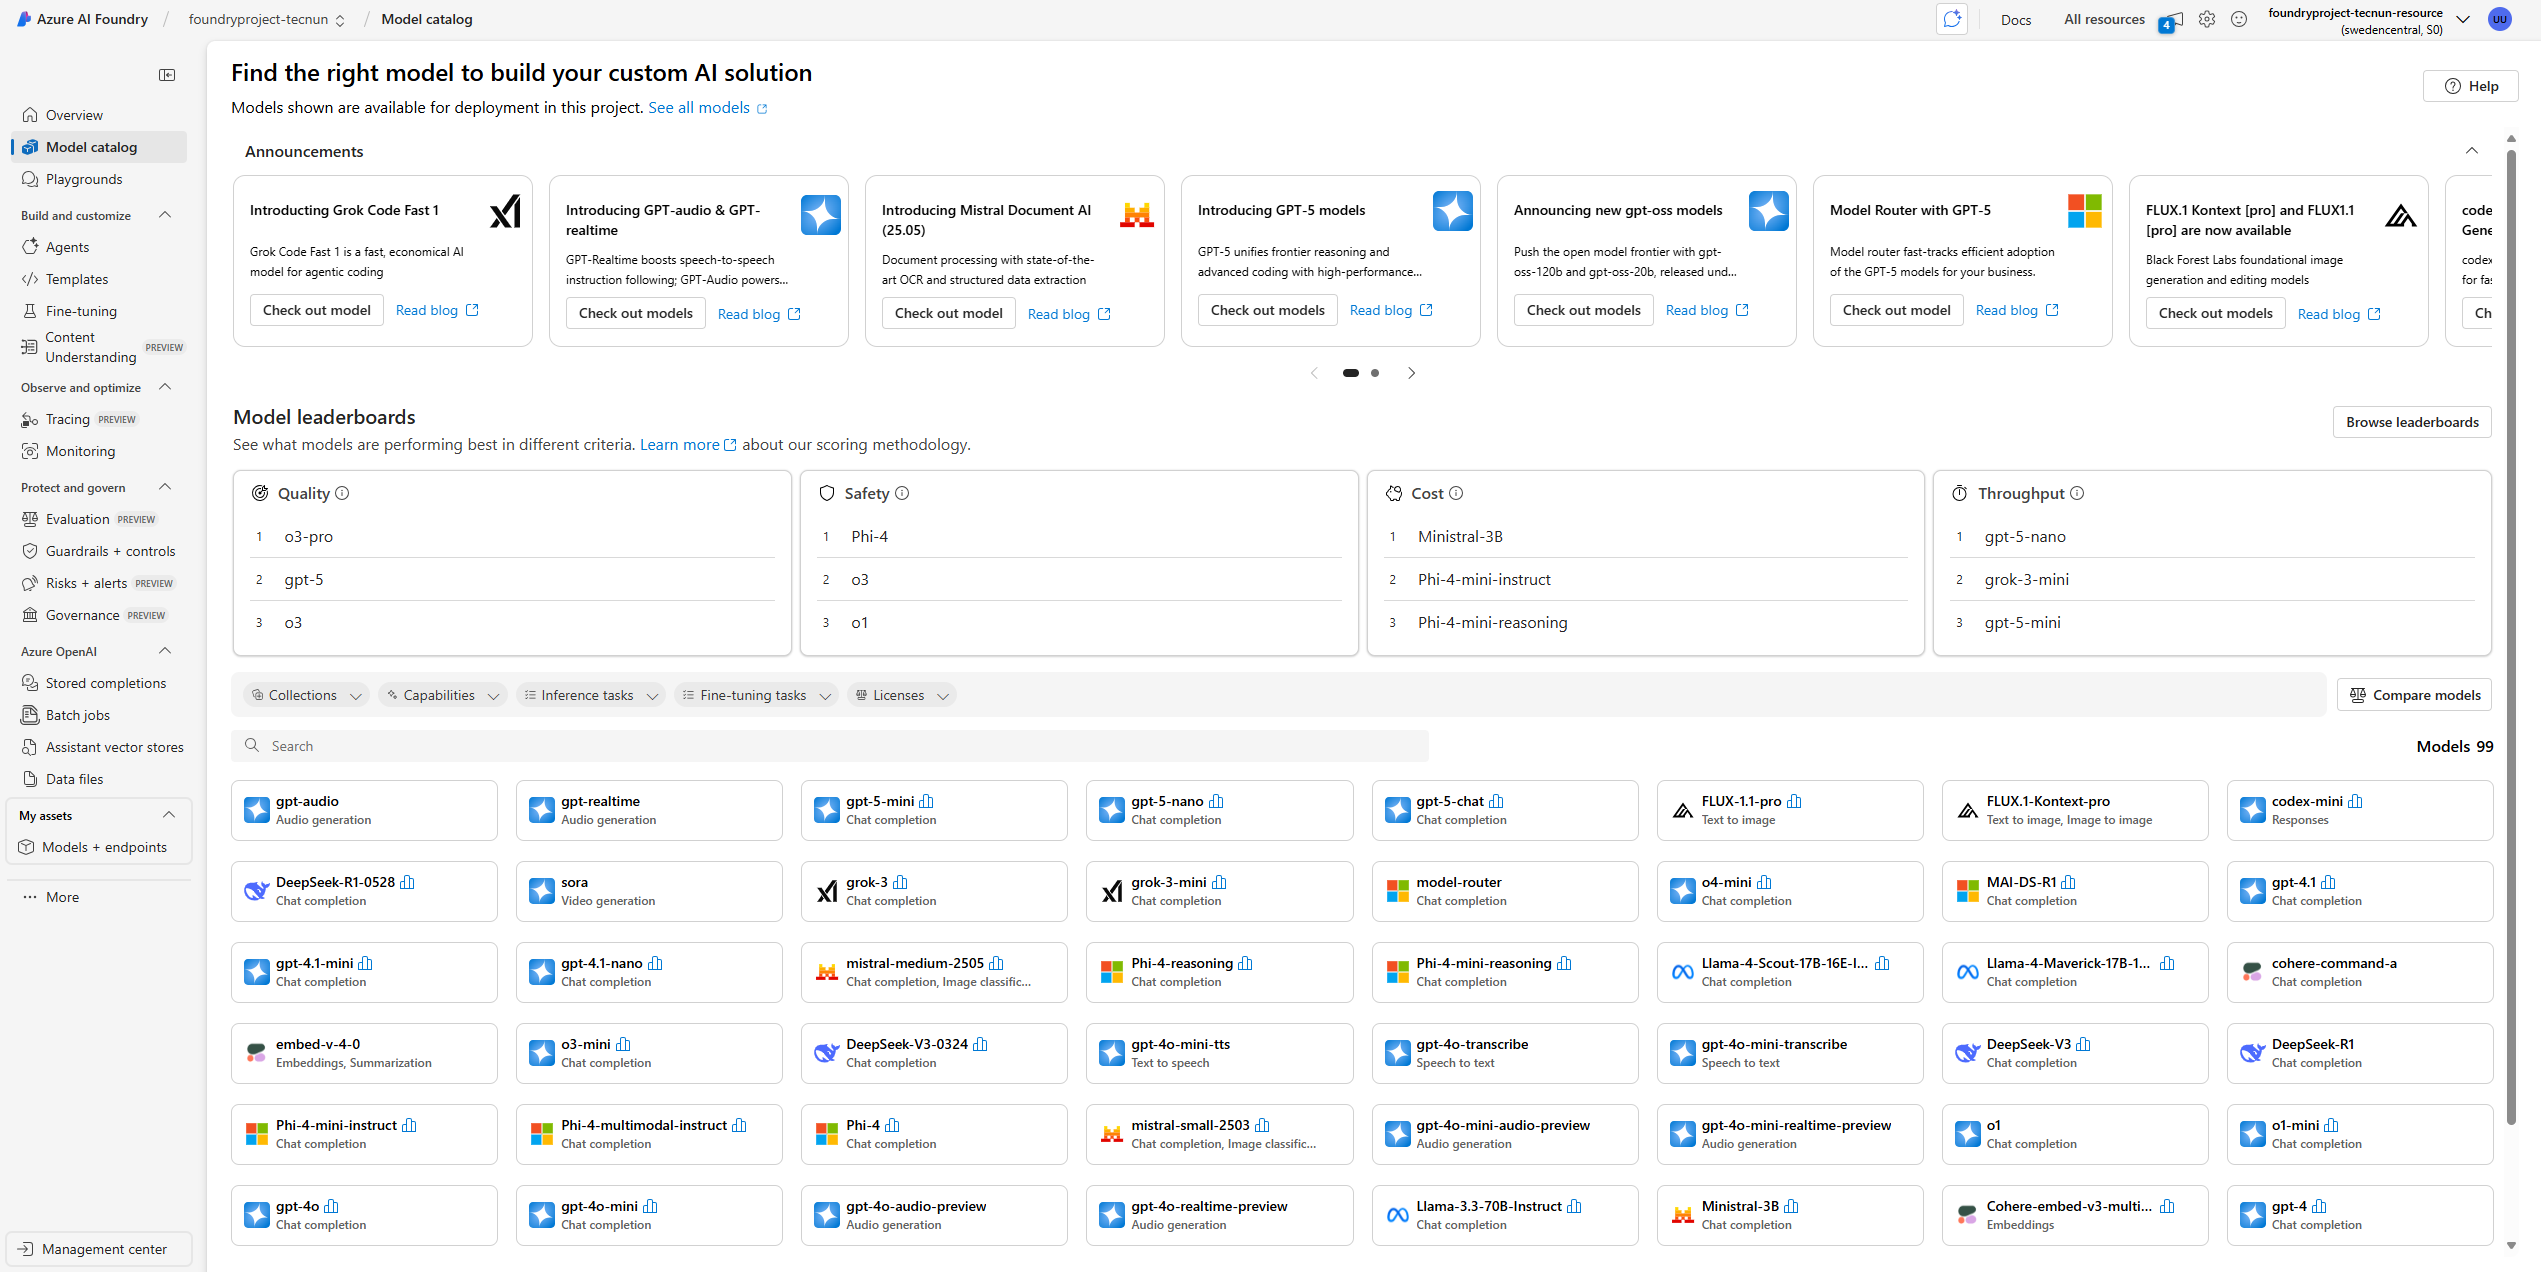 Azure AI Foundry / foundryproject-tecnun / Model catalog
Docs
All resources
4
foundryproject-tecnun-resource
(swedencentral, S0)
UU
Overview
Model catalog
Playgrounds
Build and customize
Agents
Templates
Fine-tuning
Content
Understanding PREVIEW
Observe and optimize
Tracing PREVIEW
Monitoring
Protect and govern
Evaluation PREVIEW
Guardrails + controls
Risks + alerts PREVIEW
Governance PREVIEW
Azure OpenAI
Stored completions
Batch jobs
Assistant vector stores
Data files
My assets
Models + endpoints
More
Management center
Find the right model to build your custom AI solution
Models shown are available for deployment in this project. See all models
Help
Announcements
Introducting Grok Code Fast 1
Grok Code Fast 1 is a fast, economical AI
model for agentic coding
Check out model Read blog
Introducing GPT-audio & GPT-
realtime
GPT-Realtime boosts speech-to-speech
instruction following; GPT-Audio powers...
Check out models Read blog
Introducing Mistral Document AI
(25.05)
Document processing with state-of-the-
art OCR and structured data extraction
Check out model Read blog
Introducing GPT-5 models
GPT-5 unifies frontier reasoning and
advanced coding with high-performance...
Check out models Read blog
Announcing new gpt-oss models
Push the open model frontier with gpt-
oss-120b and gpt-oss-20b, released und...
Check out models Read blog
Model Router with GPT-5
Model router fast-tracks efficient adoption
of the GPT-5 models for your business.
Check out model Read blog
FLUX.1 Kontext [pro] and FLUX1.1
[pro] are now available
Black Forest Labs foundational image
generation and editing models
Check out models Read blog
code
Gene
codex
for fa
Ch
Model leaderboards
See what models are performing best in different criteria. Learn more about our scoring methodology.
Browse leaderboards
Quality
1 o3-pro
2 gpt-5
3 o3
Safety
1 Phi-4
2 o3
3 o1
Cost
1 Ministral-3B
2 Phi-4-mini-instruct
3 Phi-4-mini-reasoning
Throughput
1 gpt-5-nano
2 grok-3-mini
3 gpt-5-mini
Collections
Capabilities
Inference tasks
Fine-tuning tasks
Licenses
Compare models
Search
Models 99
gpt-audio
Audio generation
gpt-realtime
Audio generation
gpt-5-mini
Chat completion
gpt-5-nano
Chat completion
gpt-5-chat
Chat completion
FLUX-1.1-pro
Text to image
FLUX.1-Kontext-pro
Text to image, Image to image
codex-mini
Responses
DeepSeek-R1-0528
Chat completion
sora
Video generation
grok-3
Chat completion
grok-3-mini
Chat completion
model-router
Chat completion
o4-mini
Chat completion
MAI-DS-R1
Chat completion
gpt-4.1
Chat completion
gpt-4.1-mini
Chat completion
gpt-4.1-nano
Chat completion
mistral-medium-2505
Chat completion, Image classific...
Phi-4-reasoning
Chat completion
Phi-4-mini-reasoning
Chat completion
Llama-4-Scout-17B-16E-I...
Chat completion
Llama-4-Maverick-17B-1...
Chat completion
cohere-command-a
Chat completion
embed-v-4-0
Embeddings, Summarization
o3-mini
Chat completion
DeepSeek-V3-0324
Chat completion
gpt-4o-mini-tts
Text to speech
gpt-4o-transcribe
Speech to text
gpt-4o-mini-transcribe
Speech to text
DeepSeek-V3
Chat completion
DeepSeek-R1
Chat completion
Phi-4-mini-instruct
Chat completion
Phi-4-multimodal-instruct
Chat completion
Phi-4
Chat completion
mistral-small-2503
Chat completion, Image classific...
gpt-4o-mini-audio-preview
Audio generation
gpt-4o-mini-realtime-preview
Audio generation
o1
Chat completion
o1-mini
Chat completion
gpt-4o
Chat completion
gpt-4o-mini
Chat completion
gpt-4o-audio-preview
Audio generation
gpt-4o-realtime-preview
Audio generation
Llama-3.3-70B-Instruct
Chat completion
Ministral-3B
Chat completion
Cohere-embed-v3-multi...
Embeddings
gpt-4
Chat completion